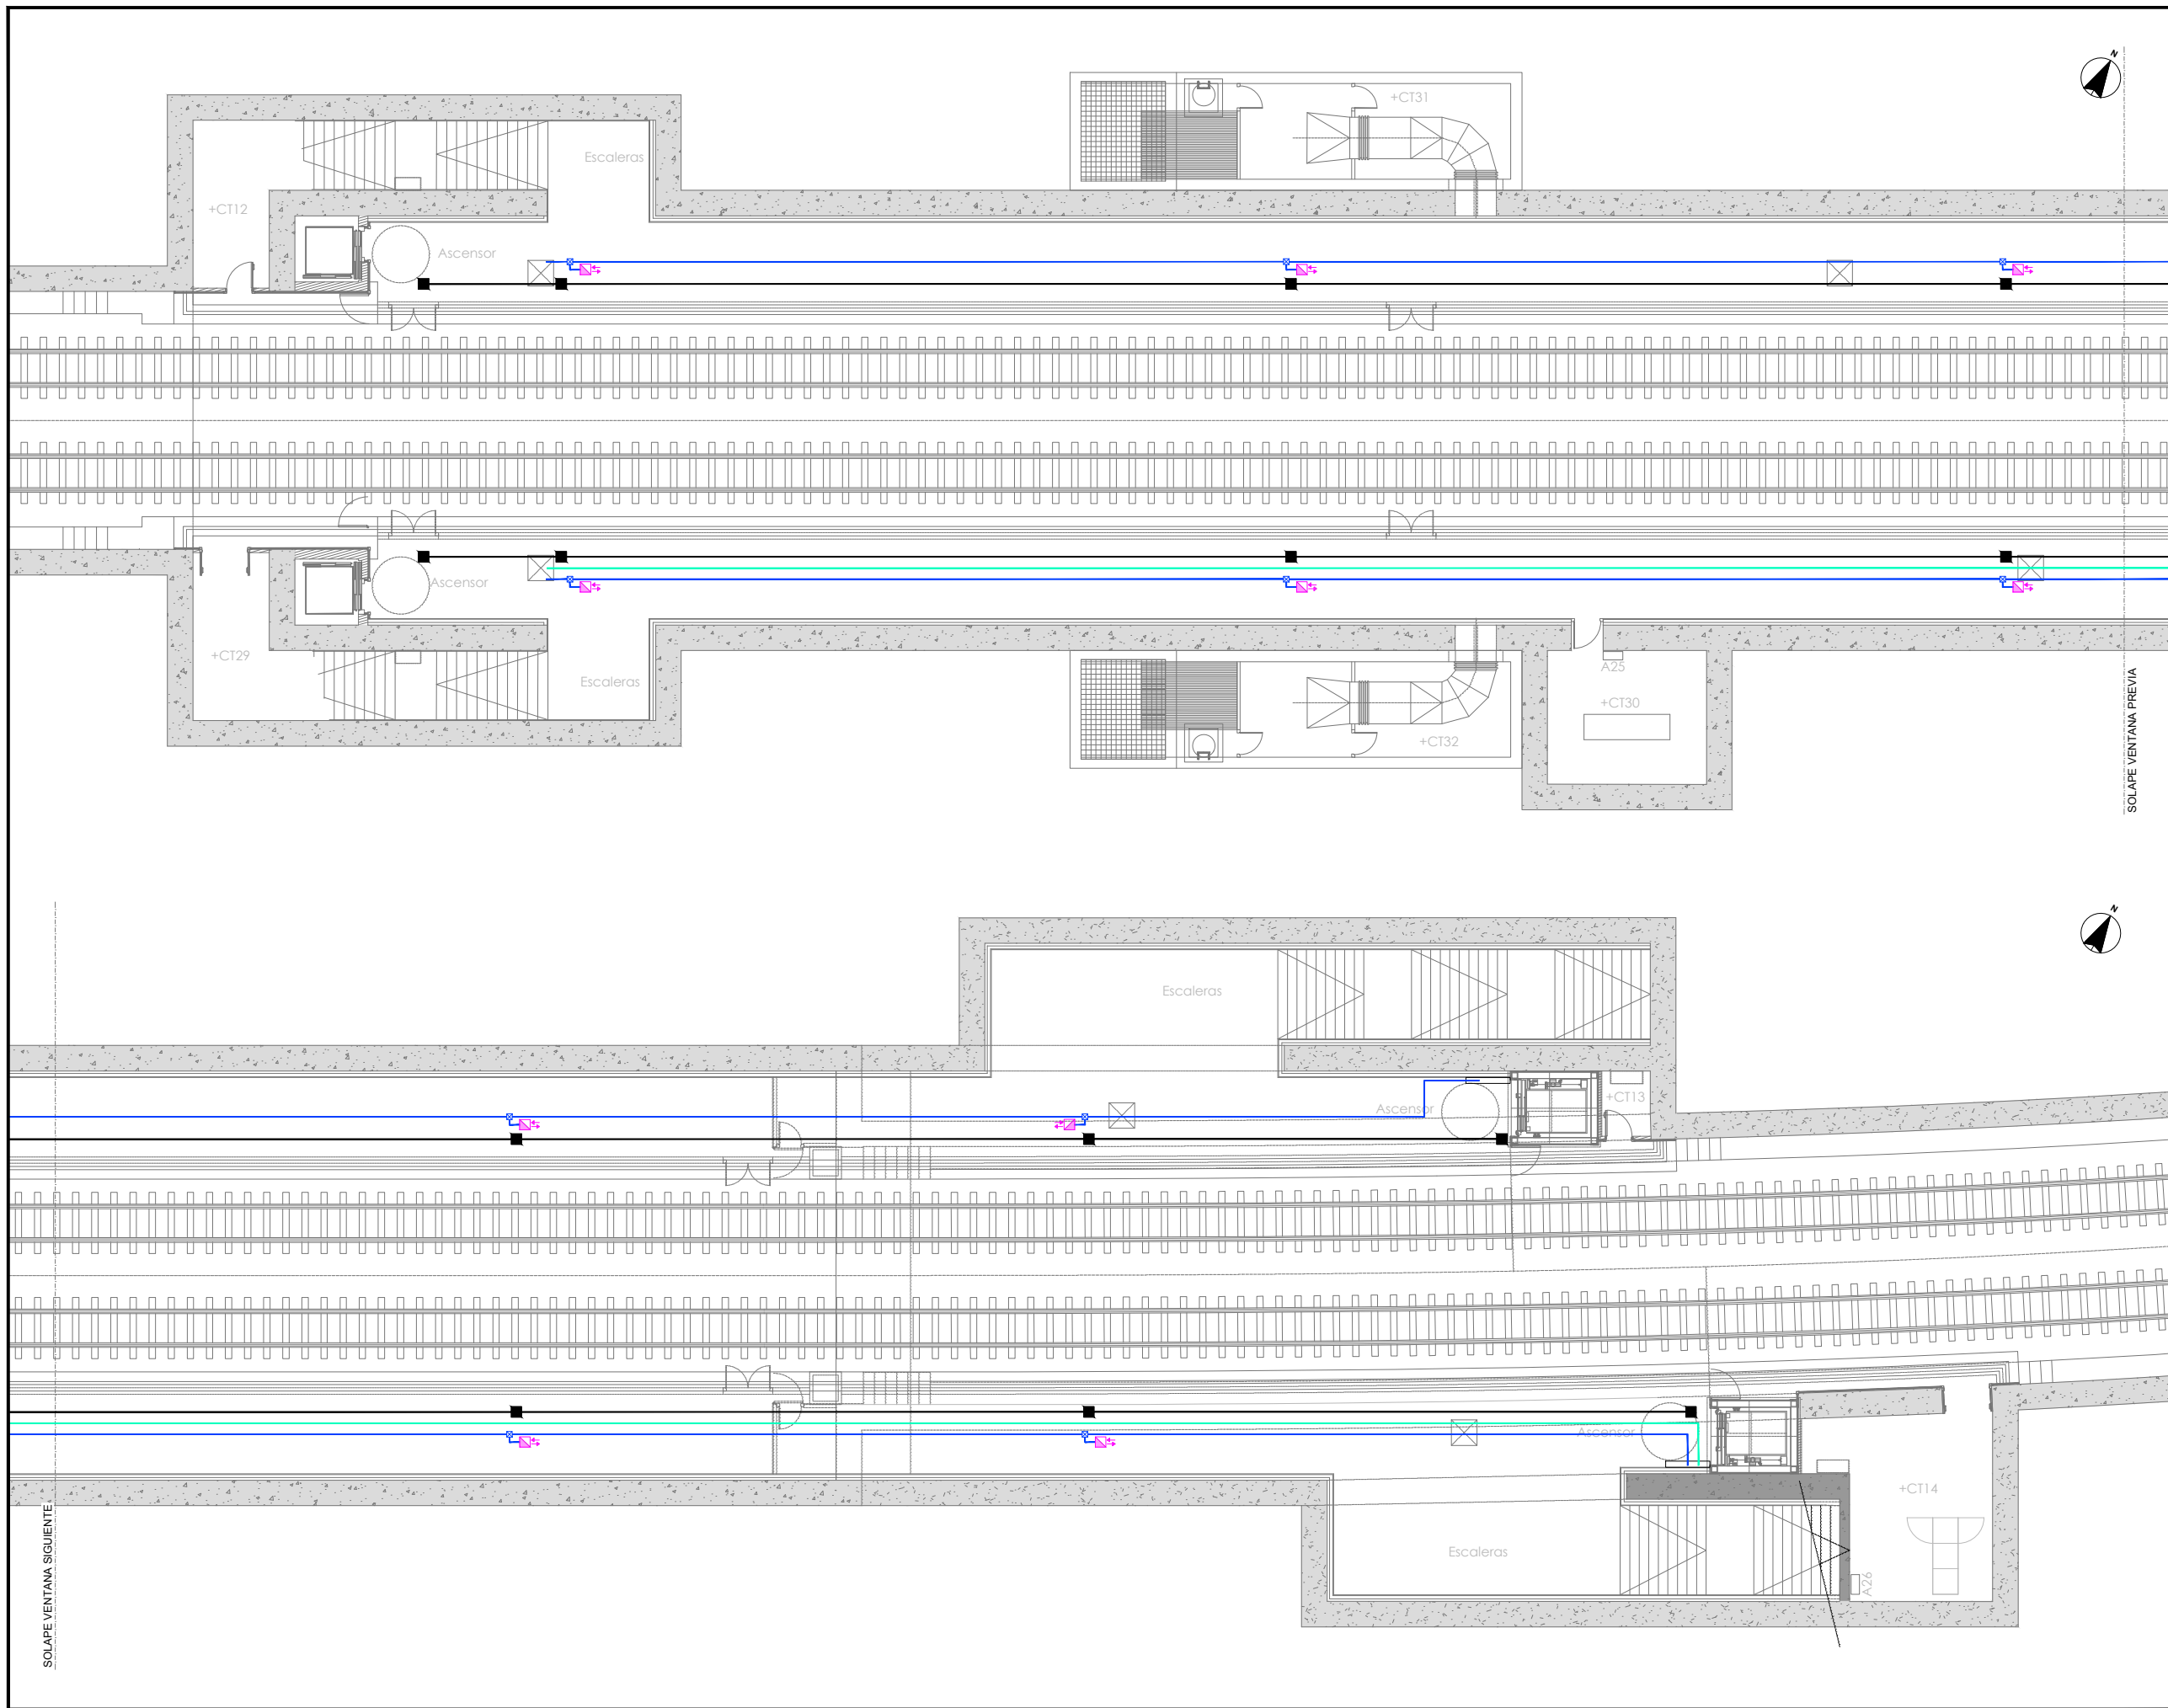 N
+CT31
Escaleras
+CT12
Ascensor
Ascensor
+CT29
Escaleras
A25
+CT30
+CT32
SOLAPE VENTANA PREVIA
N
Escaleras
Ascensor
+CT13
Ascensor
+CT14
Escaleras
A26
SOLAPE VENTANA SIGUIENTE